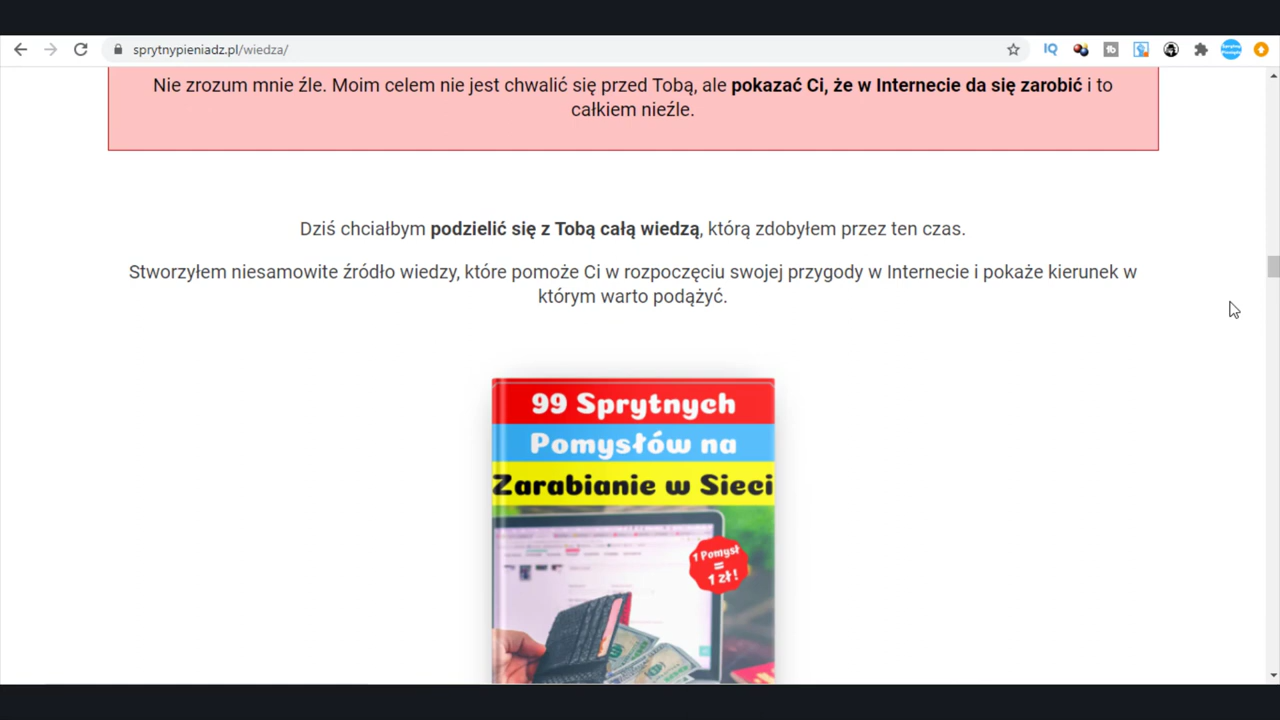 sprytnypieniadz.pl/wiedza/
Nie zrozum mnie źle. Moim celem nie jest chwalić się przed Tobą, ale pokazać Ci, że w Internecie da się zarobić i to
całkiem nieźle.
Dziś chciałbym podzielić się z Tobą całą wiedzą, którą zdobyłem przez ten czas.
Stworzyłem niesamowite źródło wiedzy, które pomoże Ci w rozpoczęciu swojej przygody w Internecie i pokaże kierunek w
którym warto podążyć.
99 Sprytnych
Pomysłów na
Zarabianie w Sieci
1 Pomysł
=
1 zł!